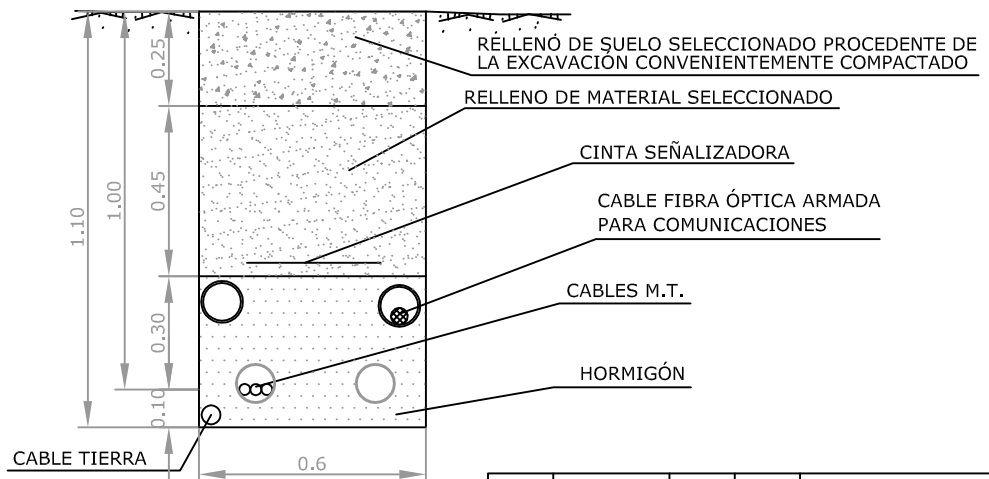 0.25
RELLENO DE SUELO SELECCIONADO PROCEDENTE DE
LA EXCAVACIÓN CONVENIENTEMENTE COMPACTADO
RELLENO DE MATERIAL SELECCIONADO
0.45
1.00
1.10
CINTA SEÑALIZADORA
CABLE FIBRA ÓPTICA ARMADA
PARA COMUNICACIONES
CABLES M.T.
0.30
HORMIGÓN
0.10
CABLE TIERRA
0.6